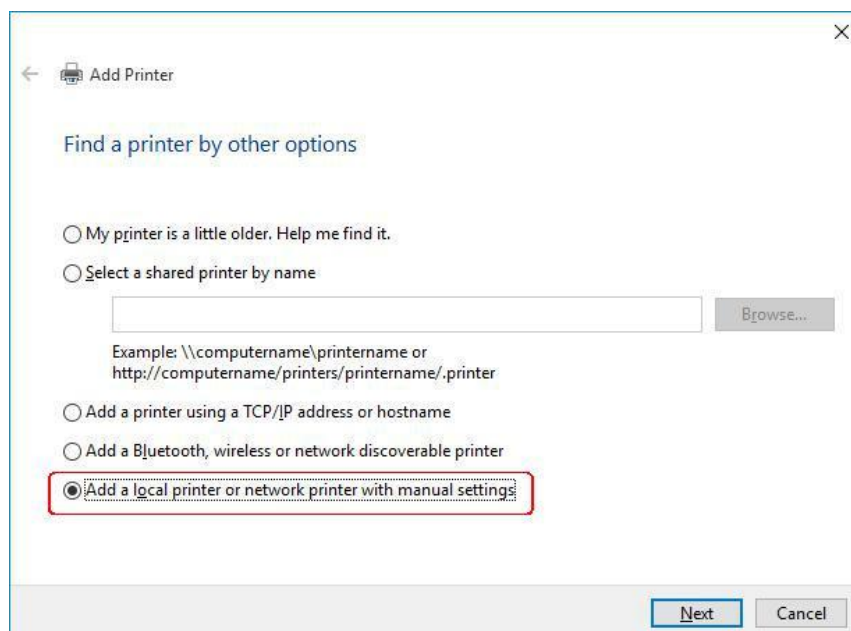 Add Printer
Find a printer by other options
My printer is a little older. Help me find it.
Select a shared printer by name
Browse...
Example: \\computername\printername or
http://computername/printers/printername/.printer
Add a printer using a TCP/IP address or hostname
Add a Bluetooth, wireless or network discoverable printer
Add a local printer or network printer with manual settings
Next Cancel